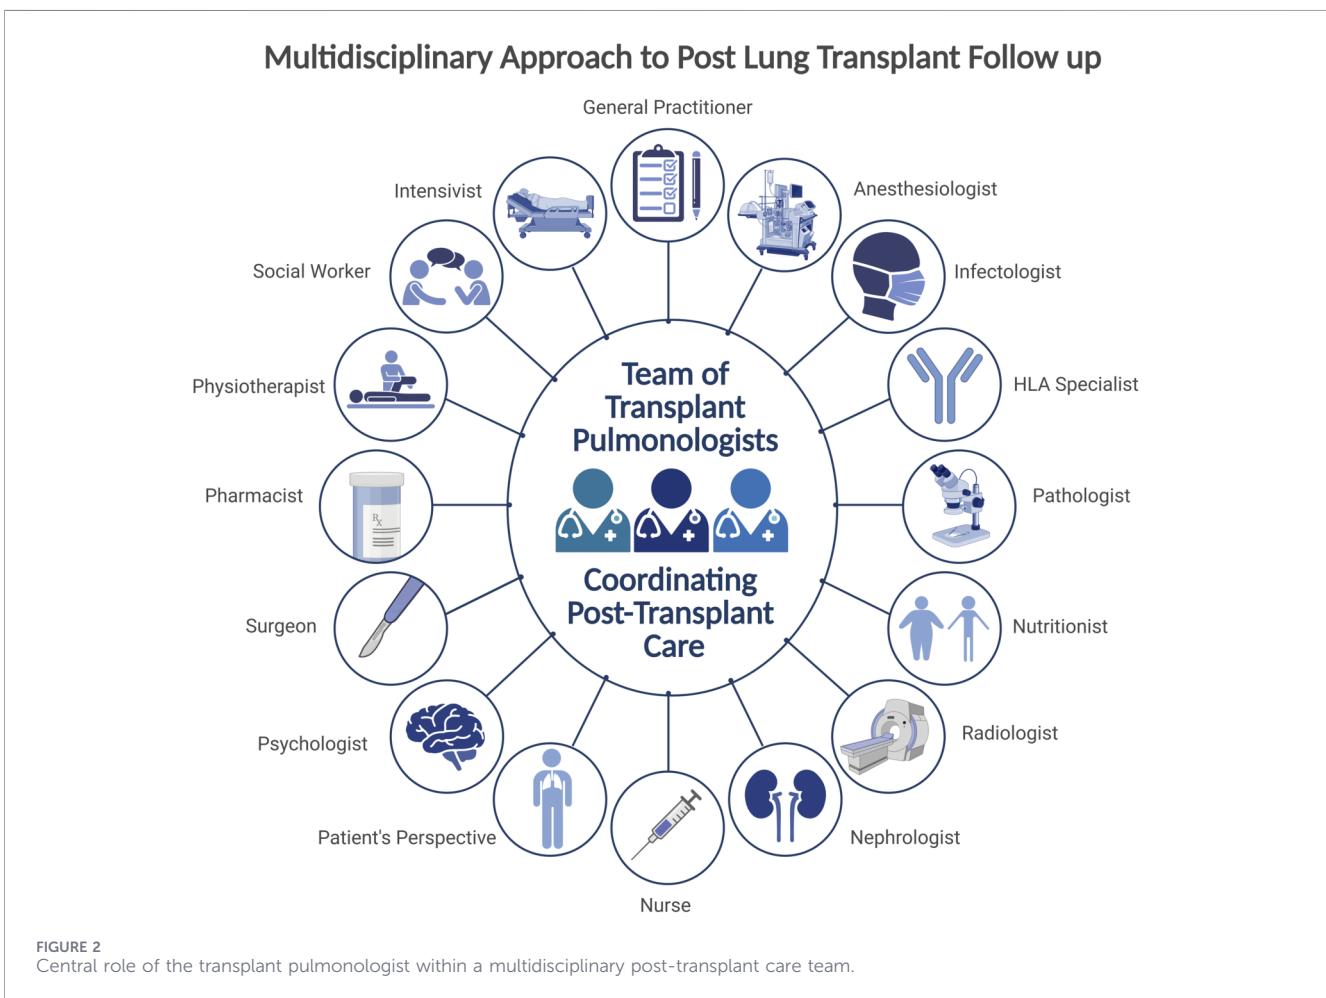 Multidisciplinary Approach to Post Lung Transplant Follow up
General Practitioner
Intensivist
Anesthesiologist
Social Worker
Infectologist
Physiotherapist
HLA Specialist
Team of
Transplant
Pulmonologists
Pharmacist
Rx
Pathologist
Coordinating
Post-Transplant
Care
Surgeon
Nutritionist
Psychologist
Radiologist
Patient's Perspective
Nephrologist
Nurse
FIGURE 2
Central role of the transplant pulmonologist within a multidisciplinary post-transplant care team.